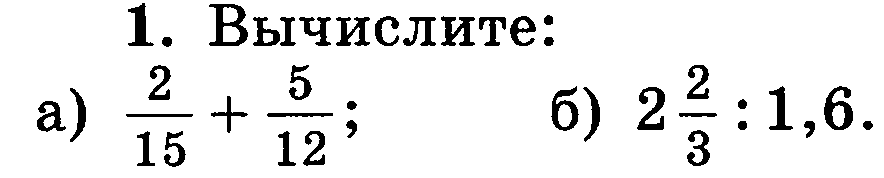 1. Вычислите:
а) 2/15 + 5/12; б) 2 2/3 : 1,6.